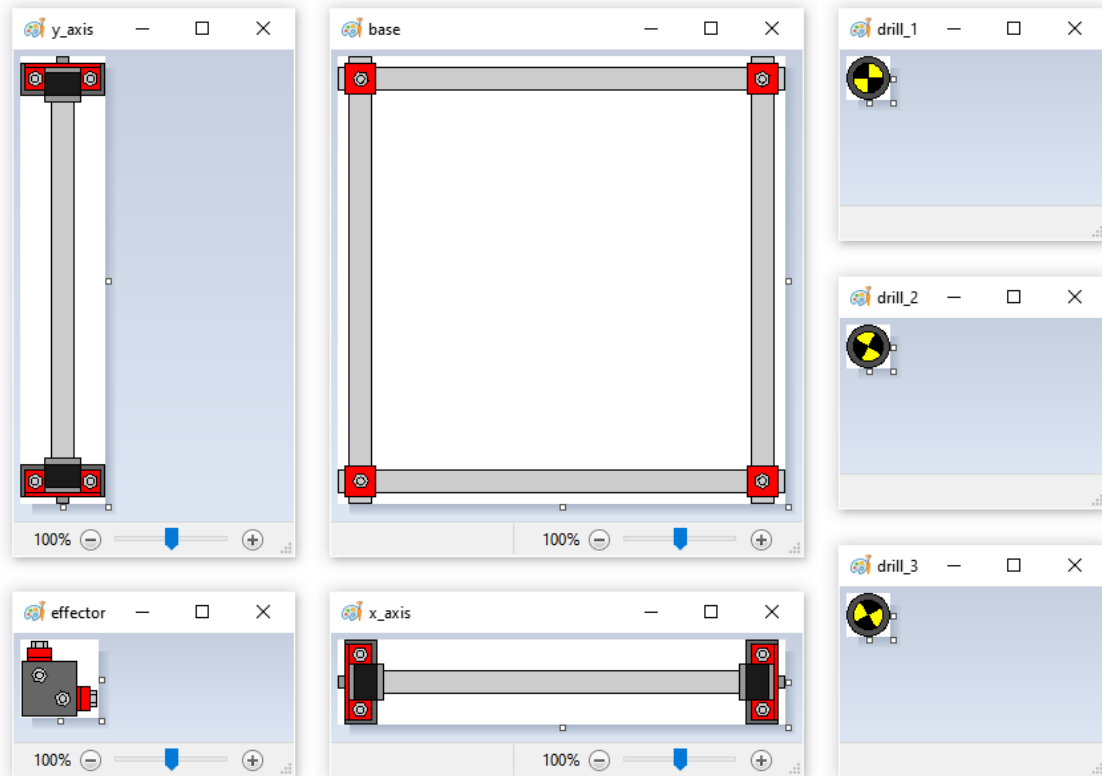 y_axis
base
drill_1
drill_2
100%
100%
drill_3
effector
x_axis
100%
100%